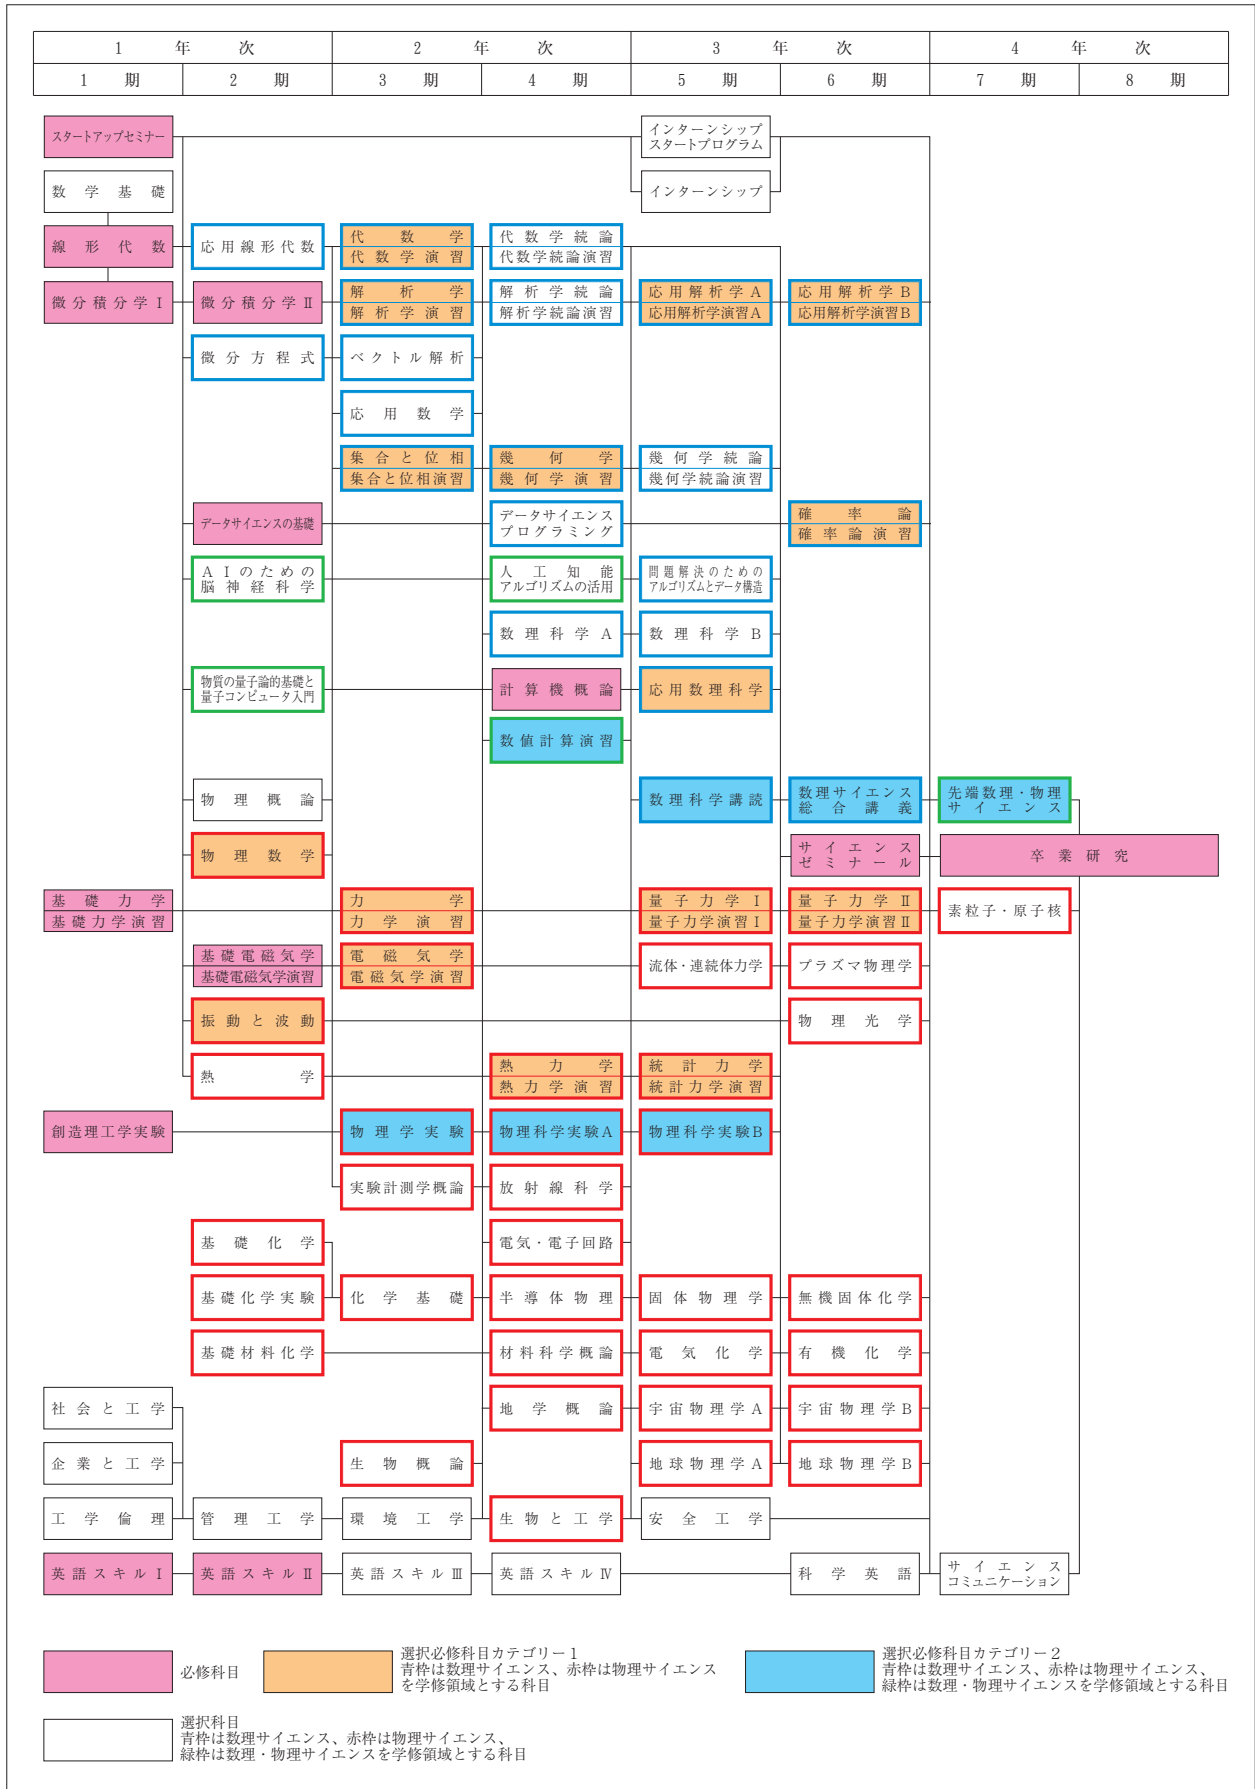 1年次 2年次 3年次 4年次
1期 2期 3期 4期 5期 6期 7期 8期
スタートアップセミナー
インターンシップ
スタートプログラム
数学基礎
インターンシップ
線形代数
応用線形代数
代数学
代数学演習
代数学続論
代数学続論演習
微分積分学Ⅰ
微分積分学Ⅱ
解析学
解析学演習
解析学続論
解析学続論演習
応用解析学A
応用解析学演習A
応用解析学B
応用解析学演習B
微分方程式
ベクトル解析
応用数学
集合と位相
集合と位相演習
幾何学
幾何学演習
幾何学続論
幾何学続論演習
データサイエンスの基礎
データサイエンス
プログラミング
確率論
確率論演習
AIのための
脳神経科学
人工知能
アルゴリズムの活用
問題解決のための
アルゴリズムとデータ構造
数理科学A
数理科学B
物質の量子論的基礎と
量子コンピュータ入門
計算機概論
応用数理科学
数値計算演習
物理概論
数理科学講読
数理サイエンス
総合講義
先端数理・物理
サイエンス
物理数学
サイエンス
ゼミナール
卒業研究
基礎力学
基礎力学演習
力学
力学演習
量子力学Ⅰ
量子力学演習Ⅰ
量子力学Ⅱ
量子力学演習Ⅱ
素粒子・原子核
基礎電磁気学
基礎電磁気学演習
電磁気学
電磁気学演習
流体・連続体力学
プラズマ物理学
振動と波動
物理光学
熱学
熱力学
熱力学演習
統計力学
統計力学演習
創造理工学実験
物理学実験
物理科学実験A
物理科学実験B
実験計測学概論
放射線科学
基礎化学
電気・電子回路
基礎化学実験
化学基礎
半導体物理
固体物理学
無機固体化学
基礎材料化学
材料科学概論
電気化学
有機化学
社会と工学
地学概論
宇宙物理学A
宇宙物理学B
企業と工学
生物概論
地球物理学A
地球物理学B
工学倫理
管理工学
環境工学
生物と工学
安全工学
英語スキルⅠ
英語スキルⅡ
英語スキルⅢ
英語スキルⅣ
科学英語
サイエンス
コミュニケーション
必修科目
選択必修科目カテゴリー1
青枠は数理サイエンス、赤枠は物理サイエンス
を学修領域とする科目
選択必修科目カテゴリー2
青枠は数理サイエンス、赤枠は物理サイエンス、
緑枠は数理・物理サイエンスを学修領域とする科目
選択科目
青枠は数理サイエンス、赤枠は物理サイエンス、
緑枠は数理・物理サイエンスを学修領域とする科目